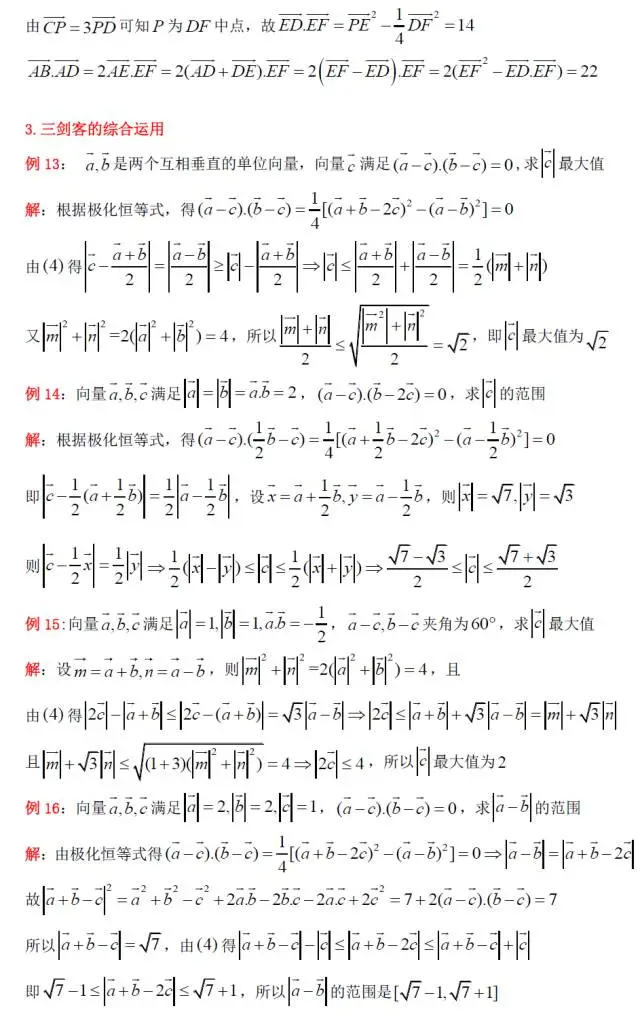 由 $\overrightarrow{CP}=3\overrightarrow{PD}$ 可知 $P$ 为 $DF$ 中点，故 $\overrightarrow{ED}.\overrightarrow{EF}=\overrightarrow{PE}^2-\frac{1}{4}\overrightarrow{DF}^2=14$
$\overrightarrow{AB}.\overrightarrow{AD}=2\overrightarrow{AE}.\overrightarrow{EF}=2(\overrightarrow{AD}+\overrightarrow{DE}).\overrightarrow{EF}=2\left(\overrightarrow{EF}-\overrightarrow{ED}\right).\overrightarrow{EF}=2(\overrightarrow{EF}^2-\overrightarrow{ED}.\overrightarrow{EF})=22$
3.三剑客的综合运用
例 13： $\vec{a},\vec{b}$ 是两个互相垂直的单位向量，向量 $\vec{c}$ 满足 $(\vec{a}-\vec{c}).(\vec{b}-\vec{c})=0$，求 $|\vec{c}|$ 最大值
解：根据极化恒等式，得 $(\vec{a}-\vec{c}).(\vec{b}-\vec{c})=\frac{1}{4}[(\vec{a}+\vec{b}-2\vec{c})^2-(\vec{a}-\vec{b})^2]=0$
由 (4) 得 $\left|\vec{c}-\frac{\vec{a}+\vec{b}}{2}\right|=\left|\frac{\vec{a}-\vec{b}}{2}\right|\geq|\vec{c}|-\left|\frac{\vec{a}+\vec{b}}{2}\right|\Rightarrow|\vec{c}|\leq\left|\frac{\vec{a}+\vec{b}}{2}\right|+\left|\frac{\vec{a}-\vec{b}}{2}\right|=\frac{1}{2}(|\vec{m}|+|\vec{n}|)$
又 $|\vec{m}|^2+|\vec{n}|^2=2(|\vec{a}|^2+|\vec{b}|^2)=4$，所以 $\frac{|\vec{m}|+|\vec{n}|}{2}\leq\sqrt{\frac{|\vec{m}^2|+|\vec{n}|^2}{2}}=\sqrt{2}$，即 $|\vec{c}|$ 最大值为 $\sqrt{2}$
例 14：向量 $\vec{a},\vec{b},\vec{c}$ 满足 $|\vec{a}|=|\vec{b}|=\vec{a}.\vec{b}=2$，$(\vec{a}-\vec{c}).(\vec{b}-2\vec{c})=0$，求 $|\vec{c}|$ 的范围
解：根据极化恒等式，得 $(\vec{a}-\vec{c}).(\frac{1}{2}\vec{b}-\vec{c})=\frac{1}{4}[(\vec{a}+\frac{1}{2}\vec{b}-2\vec{c})^2-(\vec{a}-\frac{1}{2}\vec{b})^2]=0$
即 $\left|\vec{c}-\frac{1}{2}(\vec{a}+\frac{1}{2}\vec{b})\right|=\frac{1}{2}\left|\vec{a}-\frac{1}{2}\vec{b}\right|$，设 $\vec{x}=\vec{a}+\frac{1}{2}\vec{b},\vec{y}=\vec{a}-\frac{1}{2}\vec{b}$，则 $|\vec{x}|=\sqrt{7},|\vec{y}|=\sqrt{3}$
则 $\left|\vec{c}-\frac{1}{2}\vec{x}\right|=\frac{1}{2}|\vec{y}|\Rightarrow\frac{1}{2}(|\vec{x}|-|\vec{y}|)\leq|\vec{c}|\leq\frac{1}{2}(|\vec{x}|+|\vec{y}|)\Rightarrow\frac{\sqrt{7}-\sqrt{3}}{2}\leq|\vec{c}|\leq\frac{\sqrt{7}+\sqrt{3}}{2}$
例 15:向量 $\vec{a},\vec{b},\vec{c}$ 满足 $|\vec{a}|=1,|\vec{b}|=1,\vec{a}.\vec{b}=-\frac{1}{2}$，$\vec{a}-\vec{c},\vec{b}-\vec{c}$ 夹角为 60°，求 $|\vec{c}|$ 最大值
解：设 $\vec{m}=\vec{a}+\vec{b},\vec{n}=\vec{a}-\vec{b}$，则 $|\vec{m}|^2+|\vec{n}|^2=2(|\vec{a}|^2+|\vec{b}|^2)=4$，且
由 (4) 得 $|2\vec{c}|-|\vec{a}+\vec{b}|\leq|2\vec{c}-(\vec{a}+\vec{b})|=\sqrt{3}|\vec{a}-\vec{b}|\Rightarrow|2\vec{c}|\leq|\vec{a}+\vec{b}|+\sqrt{3}|\vec{a}-\vec{b}|=|\vec{m}|+\sqrt{3}|\vec{n}|$
且 $|\vec{m}|+\sqrt{3}|\vec{n}|\leq\sqrt{(1+3)(|\vec{m}|^2+|\vec{n}|^2)}=4\Rightarrow|2\vec{c}|\leq4$，所以 $|\vec{c}|$ 最大值为 2
例 16：向量 $\vec{a},\vec{b},\vec{c}$ 满足 $|\vec{a}|=2,|\vec{b}|=2,|\vec{c}|=1$，$(\vec{a}-\vec{c}).(\vec{b}-\vec{c})=0$，求 $|\vec{a}-\vec{b}|$ 的范围
解：由极化恒等式得 $(\vec{a}-\vec{c}).(\vec{b}-\vec{c})=\frac{1}{4}[(\vec{a}+\vec{b}-2\vec{c})^2-(\vec{a}-\vec{b})^2]=0\Rightarrow|\vec{a}-\vec{b}|=|\vec{a}+\vec{b}-2\vec{c}|$
故 $|\vec{a}+\vec{b}-\vec{c}|^2=\vec{a}^2+\vec{b}^2-\vec{c}^2+2\vec{a}.\vec{b}-2\vec{b}.\vec{c}-2\vec{a}.\vec{c}+2\vec{c}^2=7+2(\vec{a}-\vec{c}).(\vec{b}-\vec{c})=7$
所以 $|\vec{a}+\vec{b}-\vec{c}|=\sqrt{7}$，由 (4) 得 $|\vec{a}+\vec{b}-\vec{c}|-|\vec{c}|\leq|\vec{a}+\vec{b}-2\vec{c}|\leq|\vec{a}+\vec{b}-\vec{c}|+|\vec{c}|$
即 $\sqrt{7}-1\leq|\vec{a}+\vec{b}-2\vec{c}|\leq\sqrt{7}+1$，所以 $|\vec{a}-\vec{b}|$ 的范围是 $[\sqrt{7}-1,\sqrt{7}+1]$